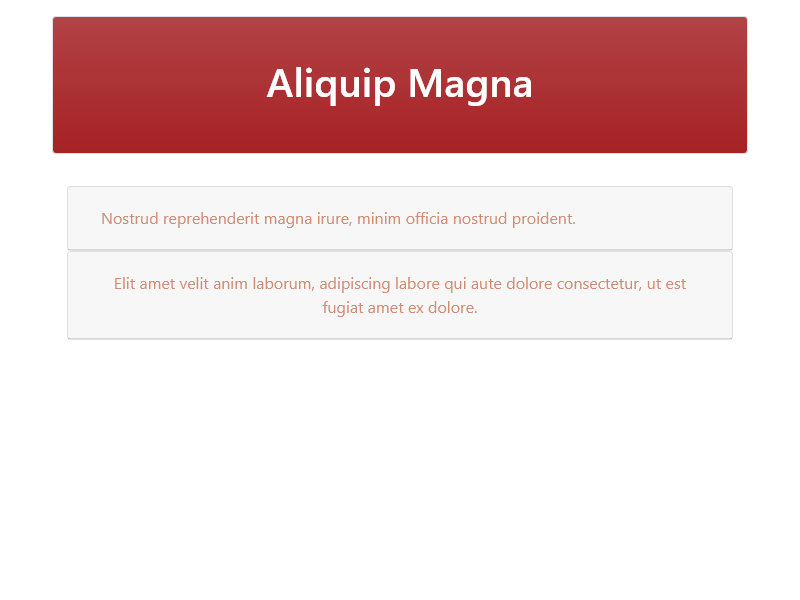 Aliquip Magna
Nostrud reprehenderit magna irure, minim officia nostrud proident.
Elit amet velit anim laborum, adipiscing labore qui aute dolore consectetur, ut est
fugiat amet ex dolore.